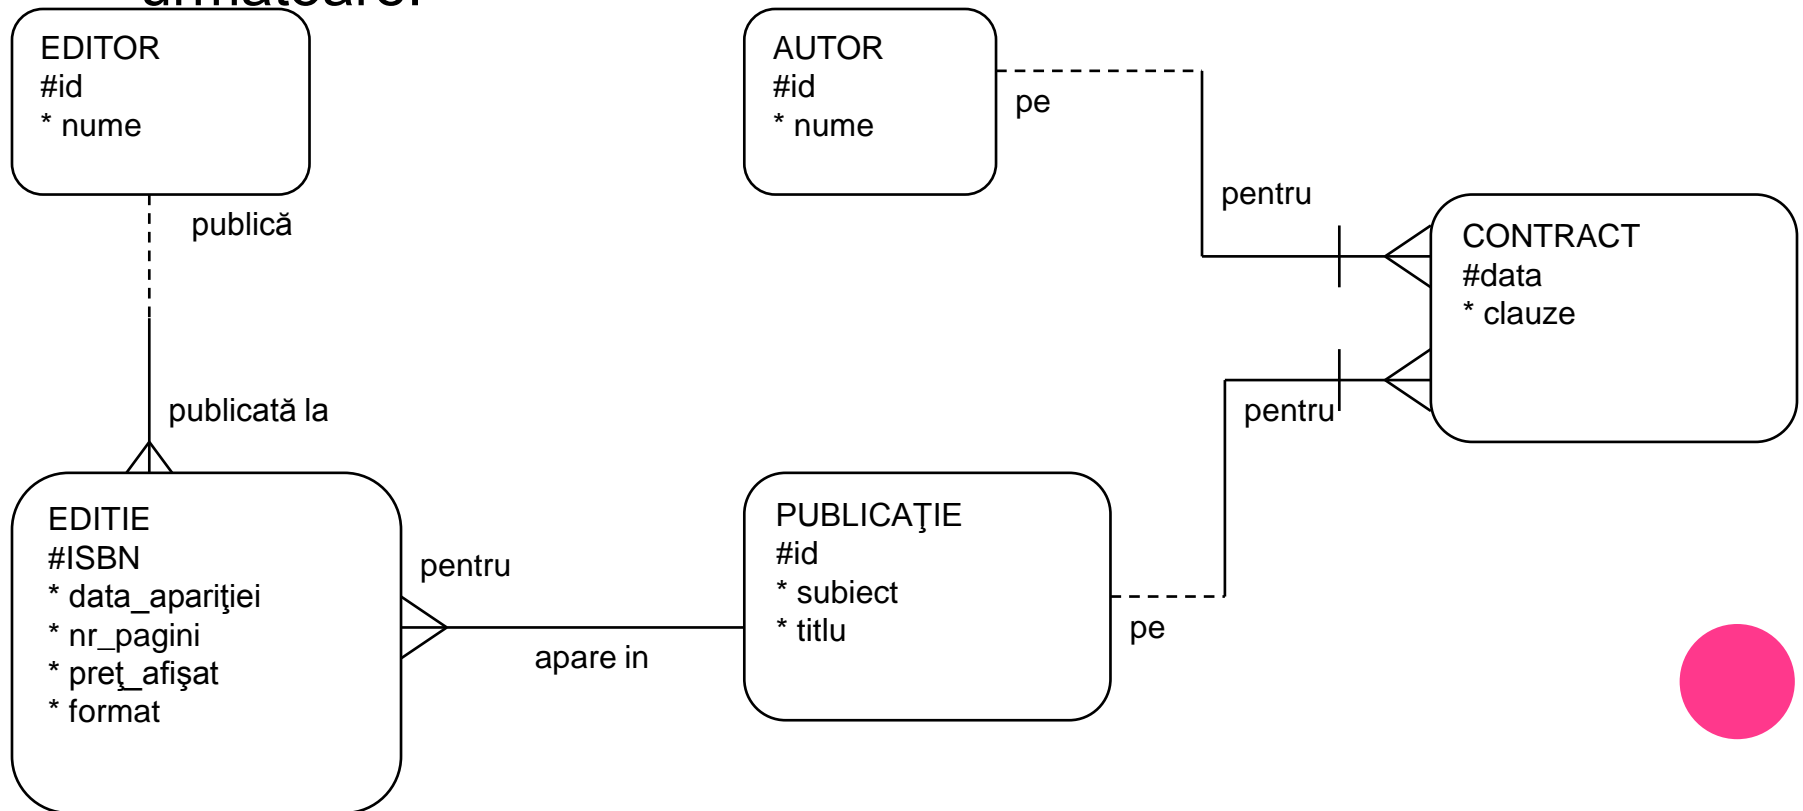 următoare:
EDITOR
#id
* nume
AUTOR
#id
* nume
pe
publică
pentru
CONTRACT
#data
* clauze
publicată la
pentru
EDITIE
#ISBN
* data_apariţiei
* nr_pagini
* preţ_afişat
* format
pentru
apare in
PUBLICAŢIE
#id
* subiect
* titlu
pe